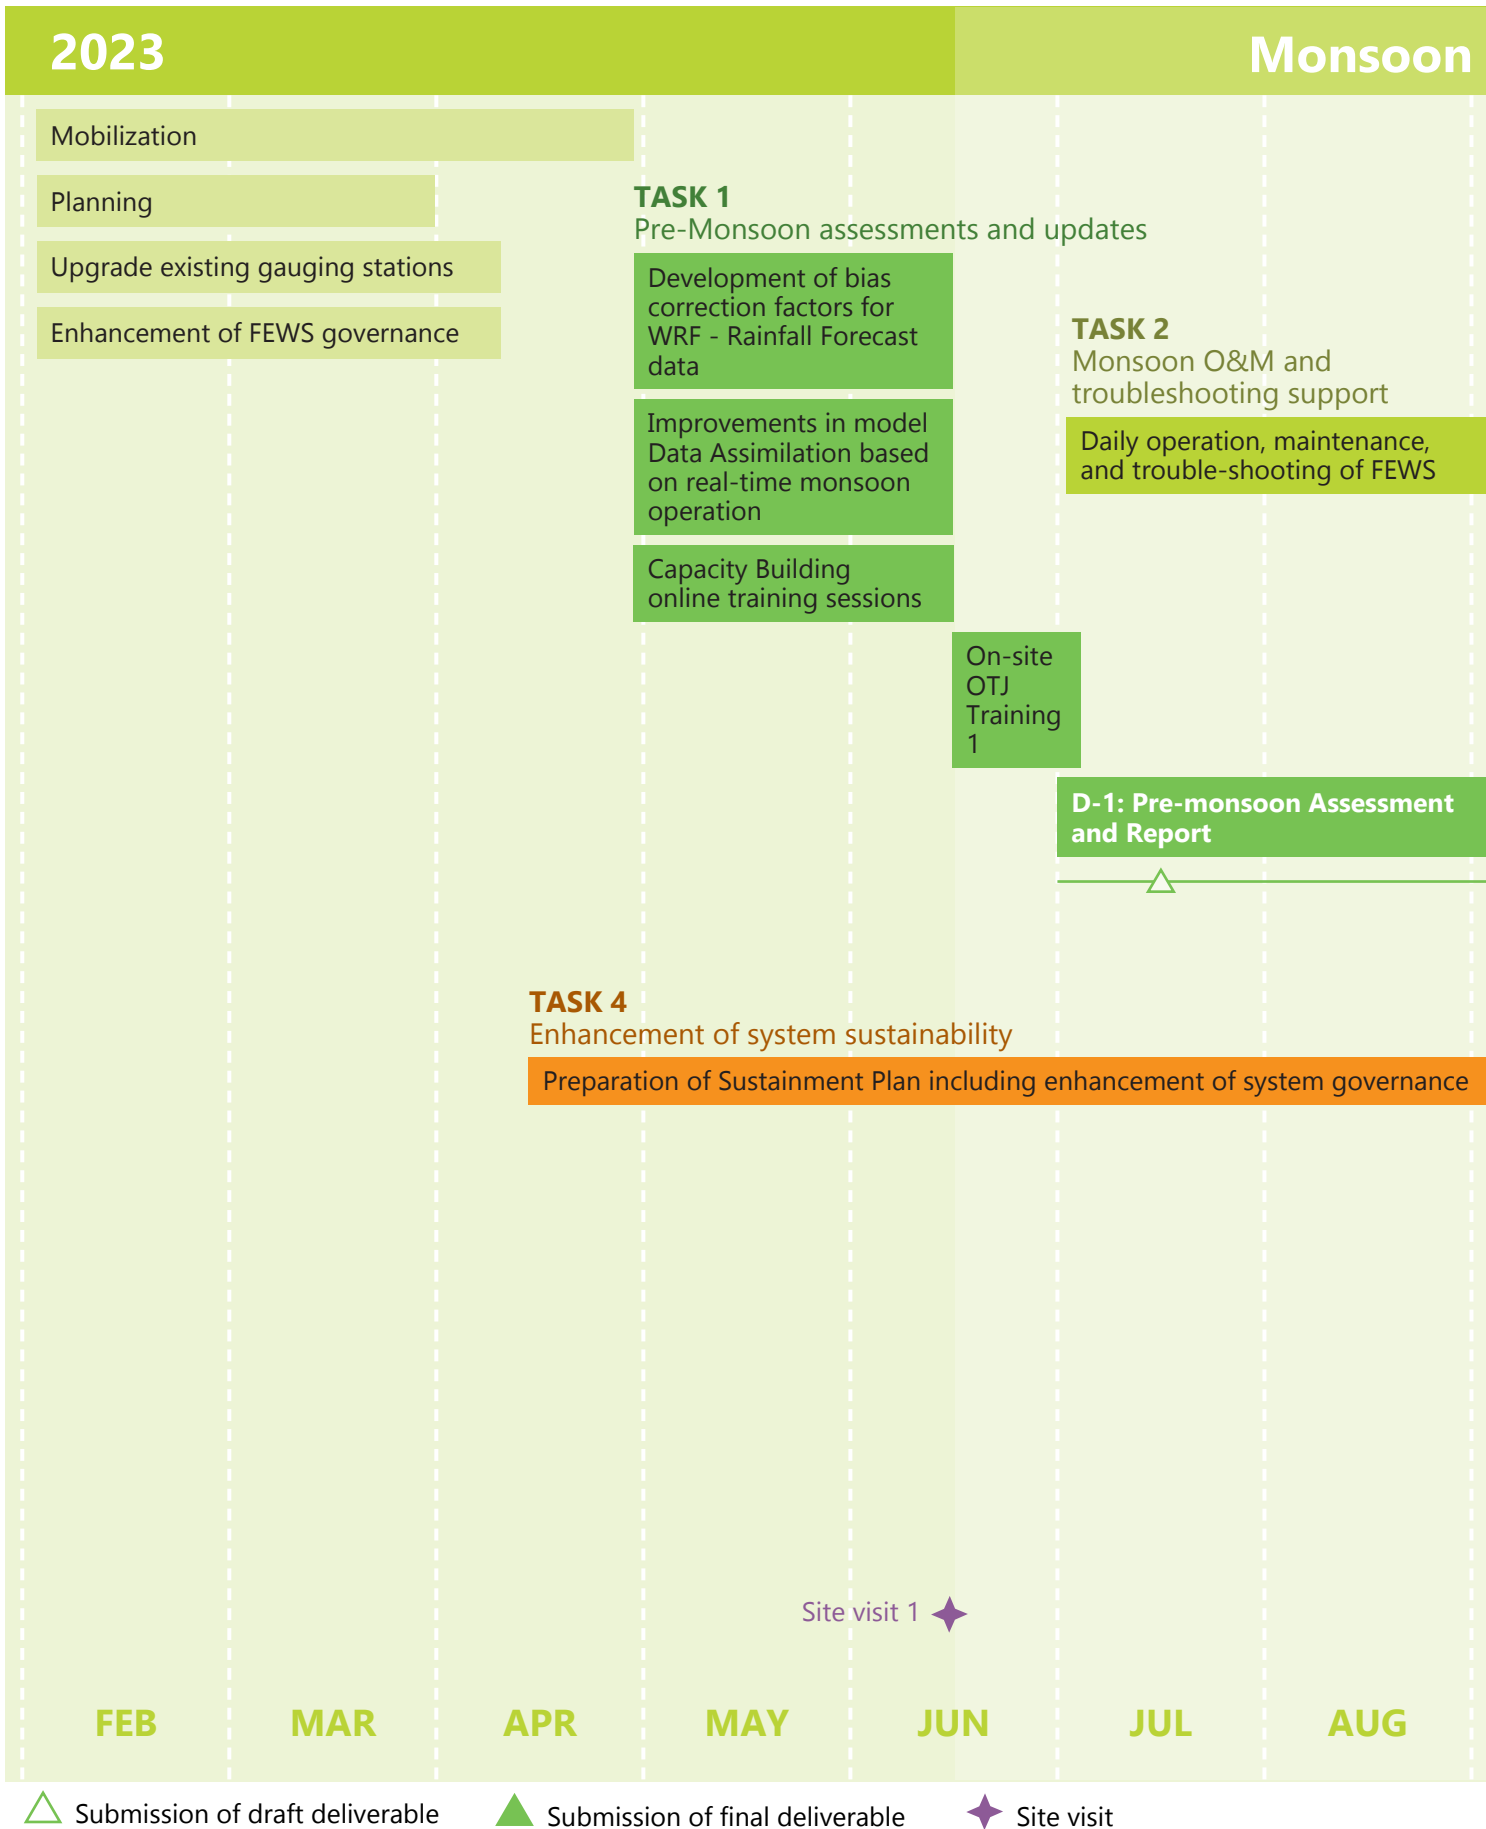 2023
Monsoon
Mobilization
Planning
Upgrade existing gauging stations
Enhancement of FEWS governance
TASK 1
Pre-Monsoon assessments and updates
Development of bias
correction factors for
WRF - Rainfall Forecast
data
Improvements in model
Data Assimilation based
on real-time monsoon
operation
Capacity Building
online training sessions
On-site
OTJ
Training
1
TASK 2
Monsoon O&M and
troubleshooting support
Daily operation, maintenance,
and trouble-shooting of FEWS
D-1: Pre-monsoon Assessment
and Report
TASK 4
Enhancement of system sustainability
Preparation of Sustainment Plan including enhancement of system governance
Site visit 1
FEB MAR APR MAY JUN JUL AUG
Submission of draft deliverable
Submission of final deliverable
Site visit